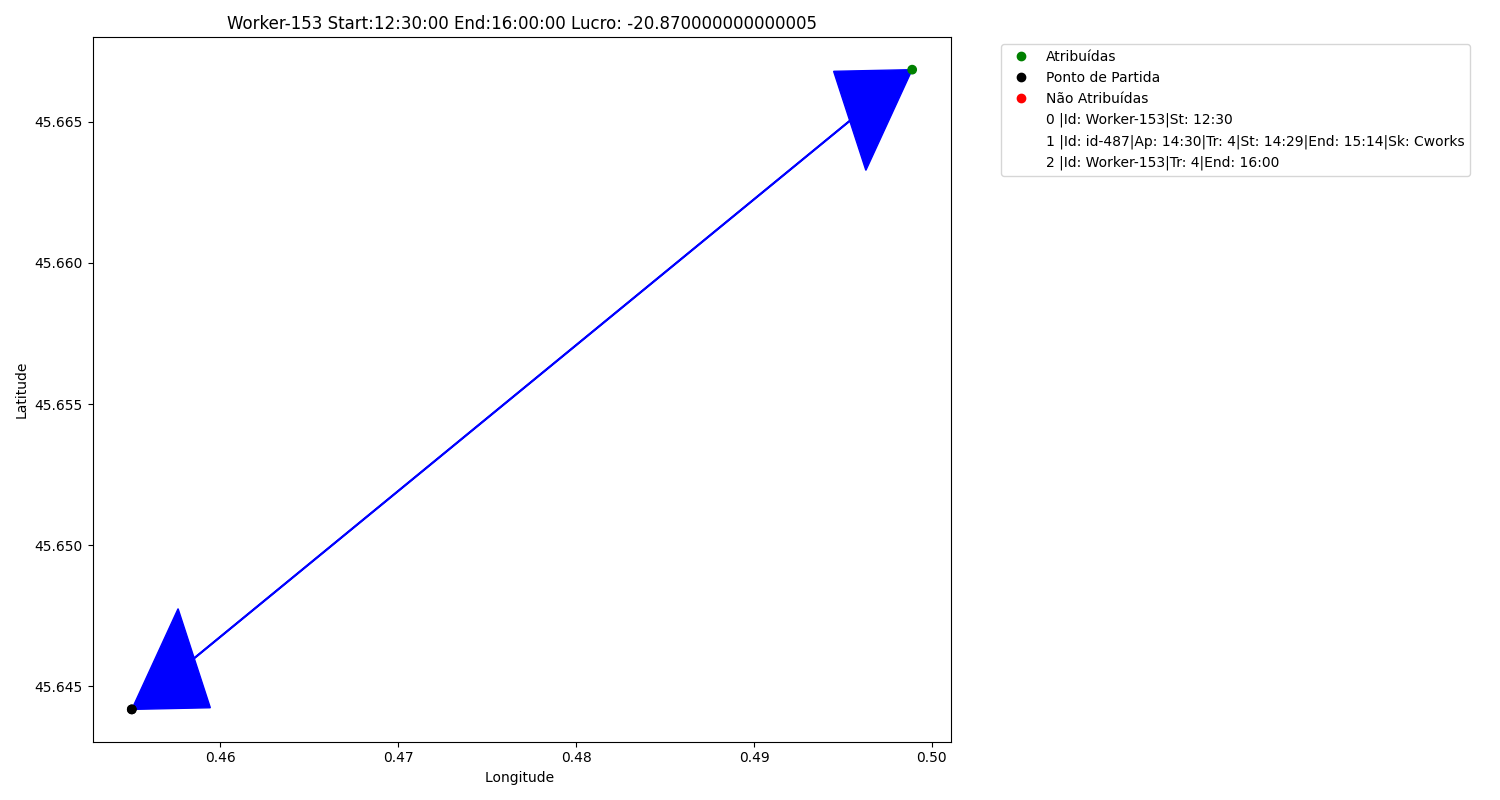 Worker-153 Start:12:30:00 End:16:00:00 Lucro: -20.870000000000005
Atribuídas
Ponto de Partida
Não Atribuídas
0 |Id: Worker-153|St: 12:30
1 |Id: id-487|Ap: 14:30|Tr: 4|St: 14:29|End: 15:14|Sk: Cworks
2 |Id: Worker-153|Tr: 4|End: 16:00
Latitude
45.665
45.660
45.655
45.650
45.645
0.46 0.47 0.48 0.49 0.50
Longitude